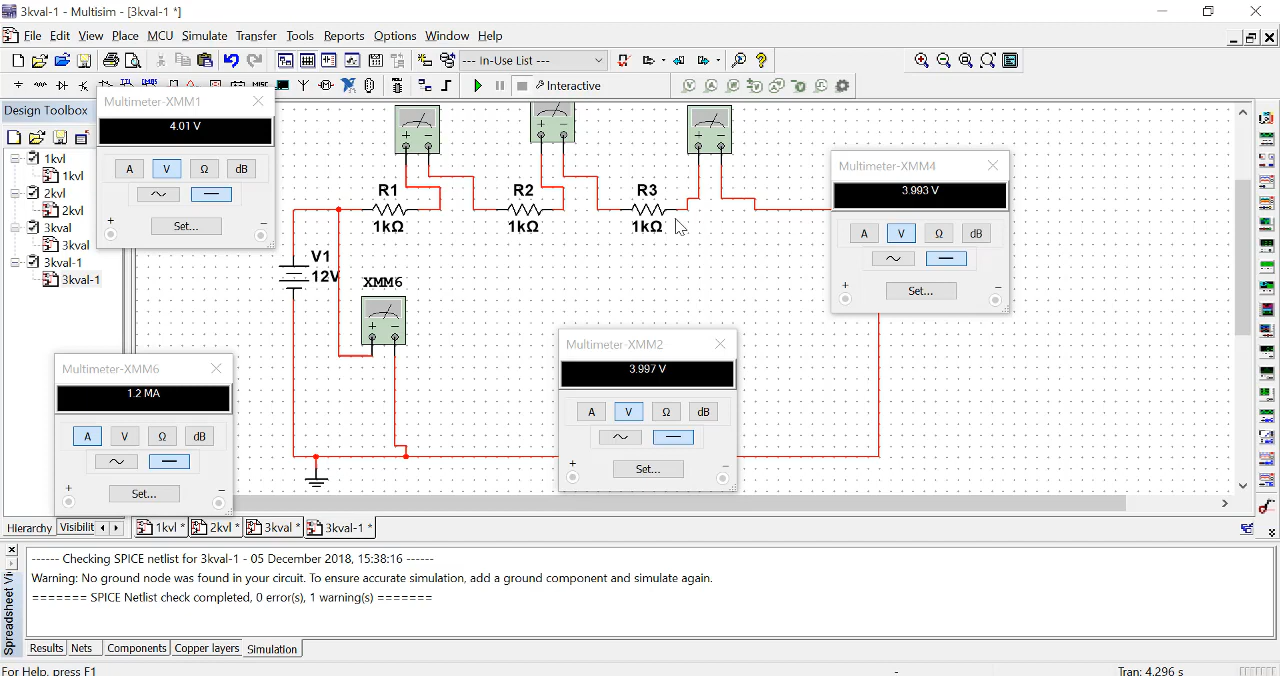 3kval-1 - Multisim - [3kval-1 *]
File Edit View Place MCU Simulate Transfer Tools Reports Options Window Help
--- In-Use List ---
Interactive
Design Toolbox
1kvl
1kvl
2kvl
2kvl
3kval
3kval
3kval-1
3kval-1
Multimeter-XMM1
4.01 V
A V Ω dB
Set...
+ −
Multimeter-XMM4
3.993 V
A V Ω dB
Set...
+ −
R1 R2 R3
1kΩ 1kΩ 1kΩ
V1
12V
XMM6
Multimeter-XMM2
3.997 V
A V Ω dB
Set...
+ −
Multimeter-XMM6
1.2 MA
A V Ω dB
Set...
+ −
Hierarchy Visibilit
1kvl * 2kvl * 3kval * 3kval-1 *
Spreadsheet Vi
------ Checking SPICE netlist for 3kval-1 - 05 December 2018, 15:38:16 ------
Warning: No ground node was found in your circuit. To ensure accurate simulation, add a ground component and simulate again.
======= SPICE Netlist check completed, 0 error(s), 1 warning(s) =======
Results Nets Components Copper layers Simulation
For Help, press F1
- Tran: 4.296 s